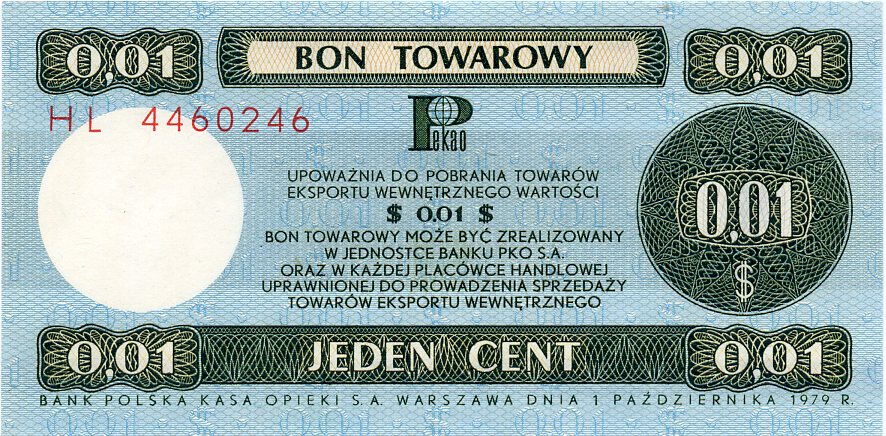 0,01 BON TOWAROWY 0,01
HL 4460246
Pekao
UPOWAŻNIA DO POBRANIA TOWARÓW
EKSPORTU WEWNĘTRZNEGO WARTOŚCI
$ 0.01 $
BON TOWAROWY MOŻE BYĆ ZREALIZOWANY
W JEDNOSTCE BANKU PKO S.A.
ORAZ W KAŻDEJ PLACÓWCE HANDLOWEJ
UPRAWNIONEJ DO PROWADZENIA SPRZEDAŻY
TOWARÓW EKSPORTU WEWNĘTRZNEGO
0,01
$
0,01 JEDEN CENT 0,01
BANK POLSKA KASA OPIEKI S.A. WARSZAWA DNIA 1 PAŹDZIERNIKA 1979 R.